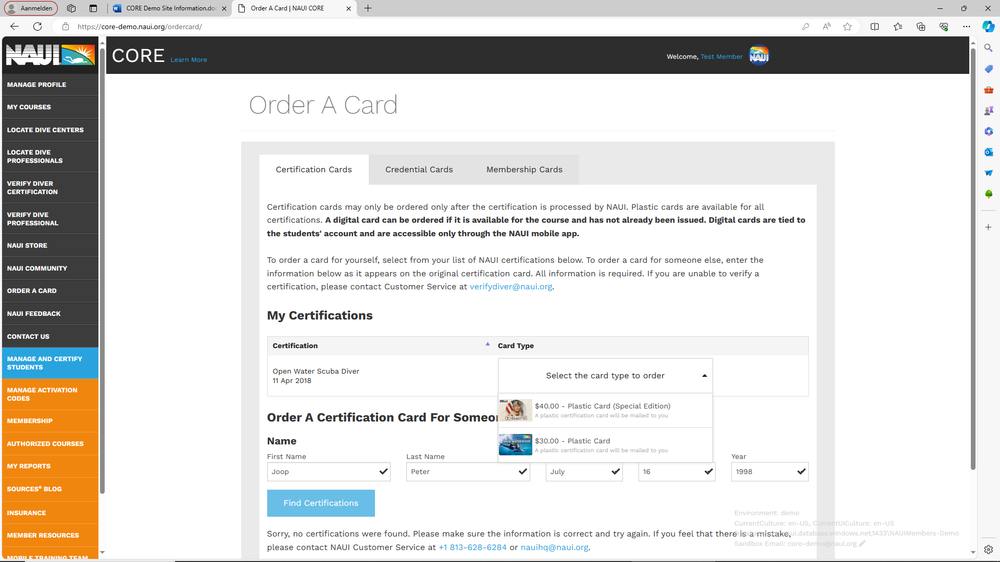 Aanmelden
CORE Demo Site Information.doc
Order A Card | NAUI CORE
https://core-demo.naui.org/ordercard/
NAUI
CORE Learn More
Welcome, Test Member
MANAGE PROFILE
MY COURSES
LOCATE DIVE CENTERS
LOCATE DIVE
PROFESSIONALS
VERIFY DIVER
CERTIFICATION
VERIFY DIVE
PROFESSIONAL
NAUI STORE
NAUI COMMUNITY
ORDER A CARD
NAUI FEEDBACK
CONTACT US
MANAGE AND CERTIFY
STUDENTS
MANAGE ACTIVATION
CODES
MEMBERSHIP
AUTHORIZED COURSES
MY REPORTS
SOURCES® BLOG
INSURANCE
MEMBER RESOURCES
MOBILE TRAINING TEAM
Order A Card
Certification Cards
Credential Cards
Membership Cards
Certification cards may only be ordered only after the certification is processed by NAUI. Plastic cards are available for all
certifications. A digital card can be ordered if it is available for the course and has not already been issued. Digital cards are tied to
the students' account and are accessible only through the NAUI mobile app.
To order a card for yourself, select from your list of NAUI certifications below. To order a card for someone else, enter the
information below as it appears on the original certification card. All information is required. If you are unable to verify a
certification, please contact Customer Service at verifydiver@naui.org.
My Certifications
Certification
Card Type
Open Water Scuba Diver
11 Apr 2018
Select the card type to order
$40.00 - Plastic Card (Special Edition)
A plastic certification card will be mailed to you
$30.00 - Plastic Card
A plastic certification card will be mailed to you
Order A Certification Card For Someon
Name
First Name
Last Name
Year
Joop
Peter
July
16
1998
Find Certifications
Sorry, no certifications were found. Please make sure the information is correct and try again. If you feel that there is a mistake,
please contact NAUI Customer Service at +1 813-628-6284 or nauihq@naui.org.
Environment: demo
CurrentCulture: en-US, CurrentUICulture: en-US
naui.database.windows.net,1433\NAUIMembers-Demo
Sandbox Email: core-demo@naui.org